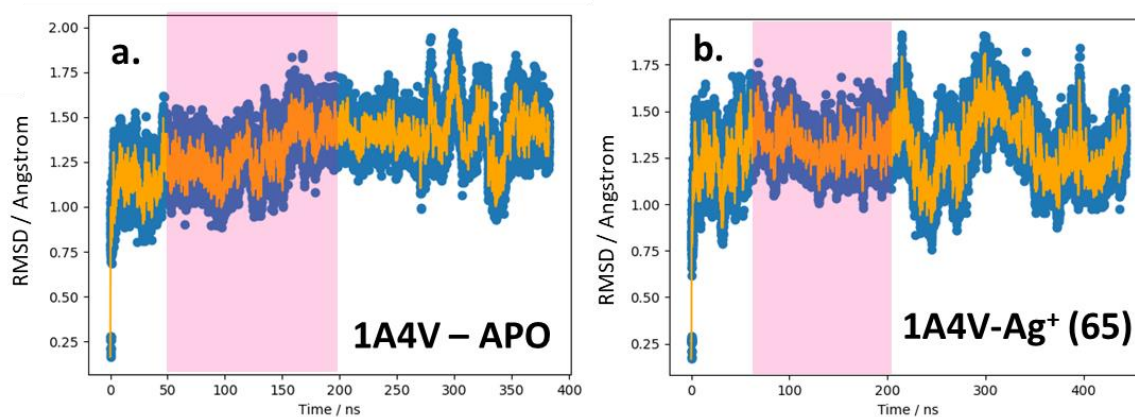 a.
2.00
1.75
1.50
1.25
1.00
0.75
0.50
0.25
RMSD / Angstrom
1A4V – APO
0 50 100 150 200 250 300 350 400
Time / ns
b.
1.75
1.50
1.25
1.00
0.75
0.50
0.25
RMSD / Angstrom
1A4V-Ag⁺ (65)
0 100 200 300 400
Time / ns